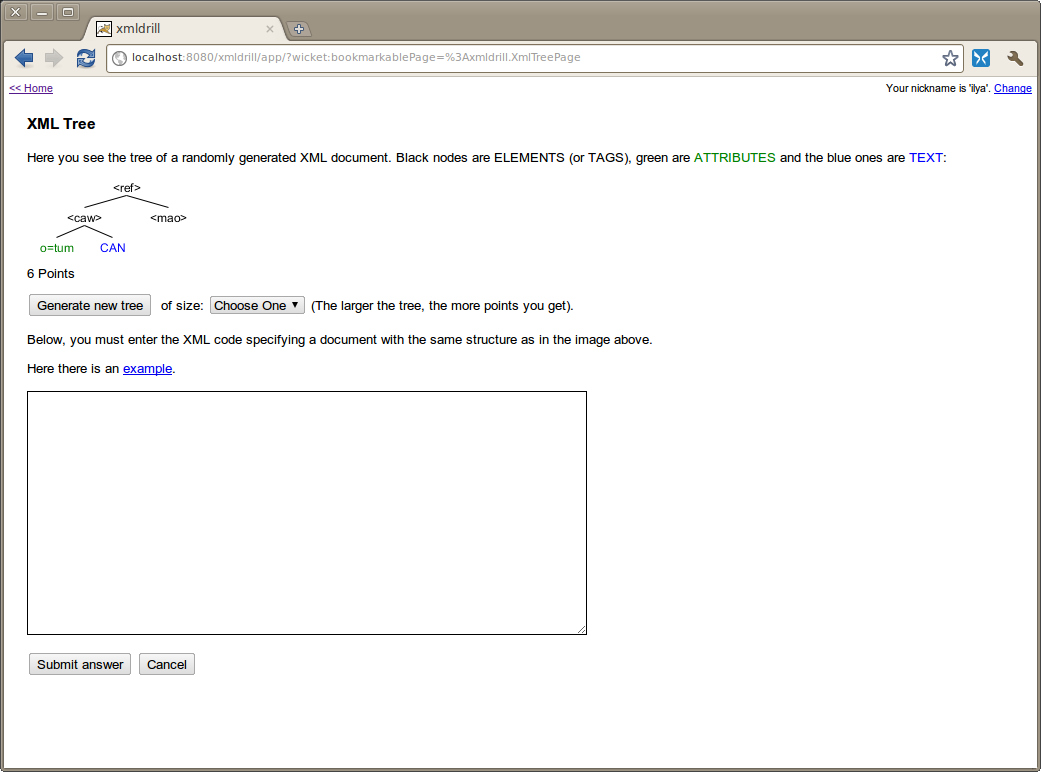 xmldrill
localhost:8080/xmldrill/app/?wicket:bookmarkablePage=%3Axmldrill.XmlTreePage
<< Home
Your nickname is 'ilya'. Change
XML Tree
Here you see the tree of a randomly generated XML document. Black nodes are ELEMENTS (or TAGS), green are ATTRIBUTES and the blue ones are TEXT:
<ref>
<caw> <mao>
o=tum CAN
6 Points
Generate new tree of size: Choose One (The larger the tree, the more points you get).
Below, you must enter the XML code specifying a document with the same structure as in the image above.
Here there is an example.
Submit answer Cancel